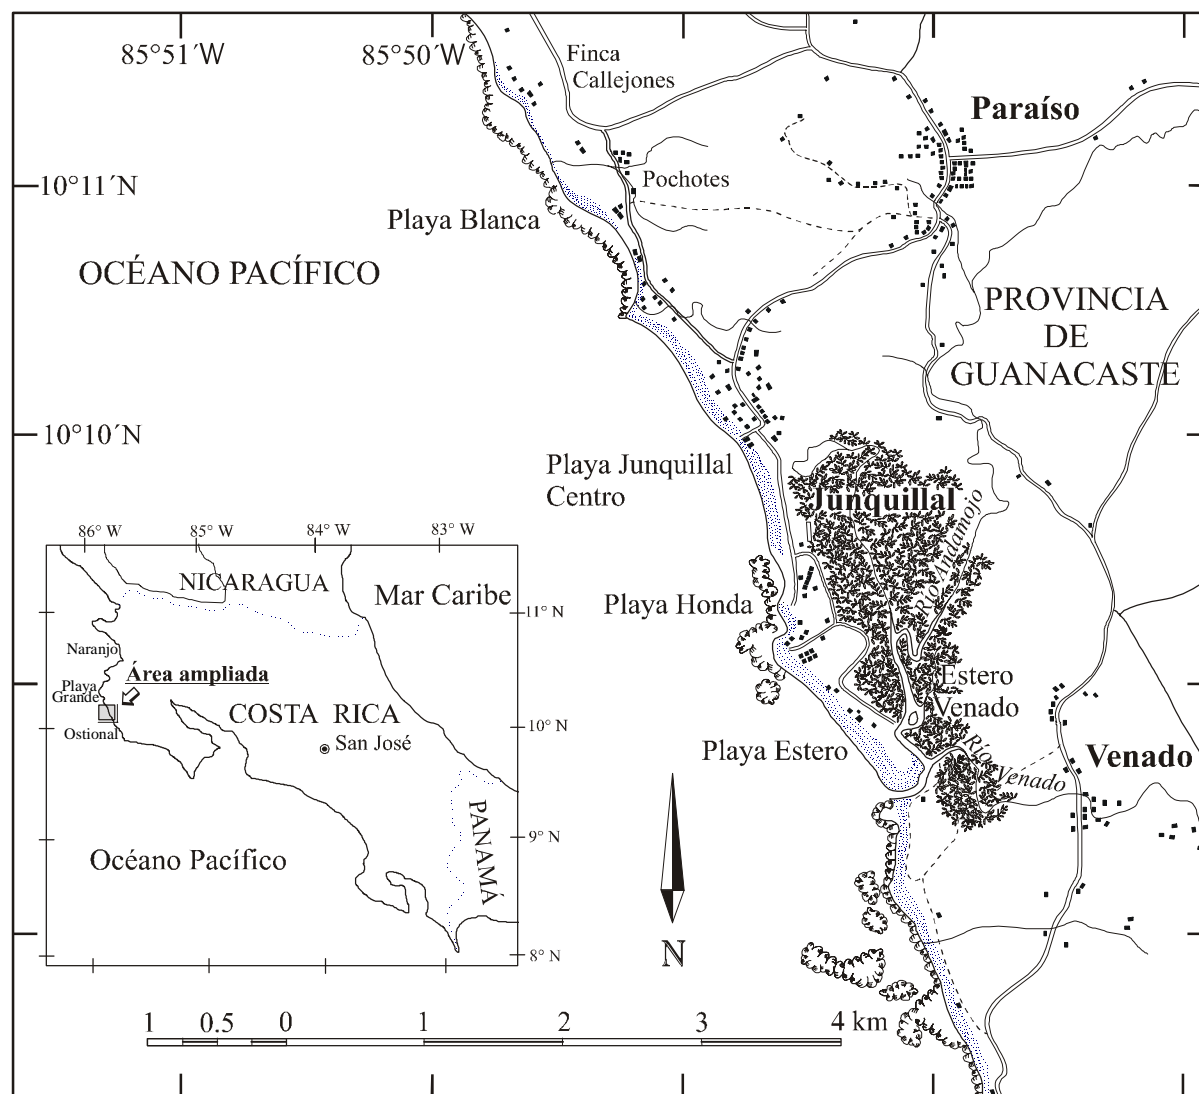 85°51´W
85°50´W
Finca
Callejones
Paraíso
10°11´N
Pochotes
Playa Blanca
OCÉANO PACÍFICO
PROVINCIA
DE
GUANACASTE
10°10´N
Playa Junquillal
Centro
Junquillal
Río Andamojo
Playa Honda
Estero
Venado
Playa Estero
Río Venado
Venado
86° W
85° W
84° W
83° W
NICARAGUA
Mar Caribe
11° N
Naranjo
Área ampliada
Playa
Grande
COSTA RICA
10° N
Ostional
San José
PANAMÁ
9° N
Océano Pacífico
8° N
N
1 0.5 0 1 2 3 4 km